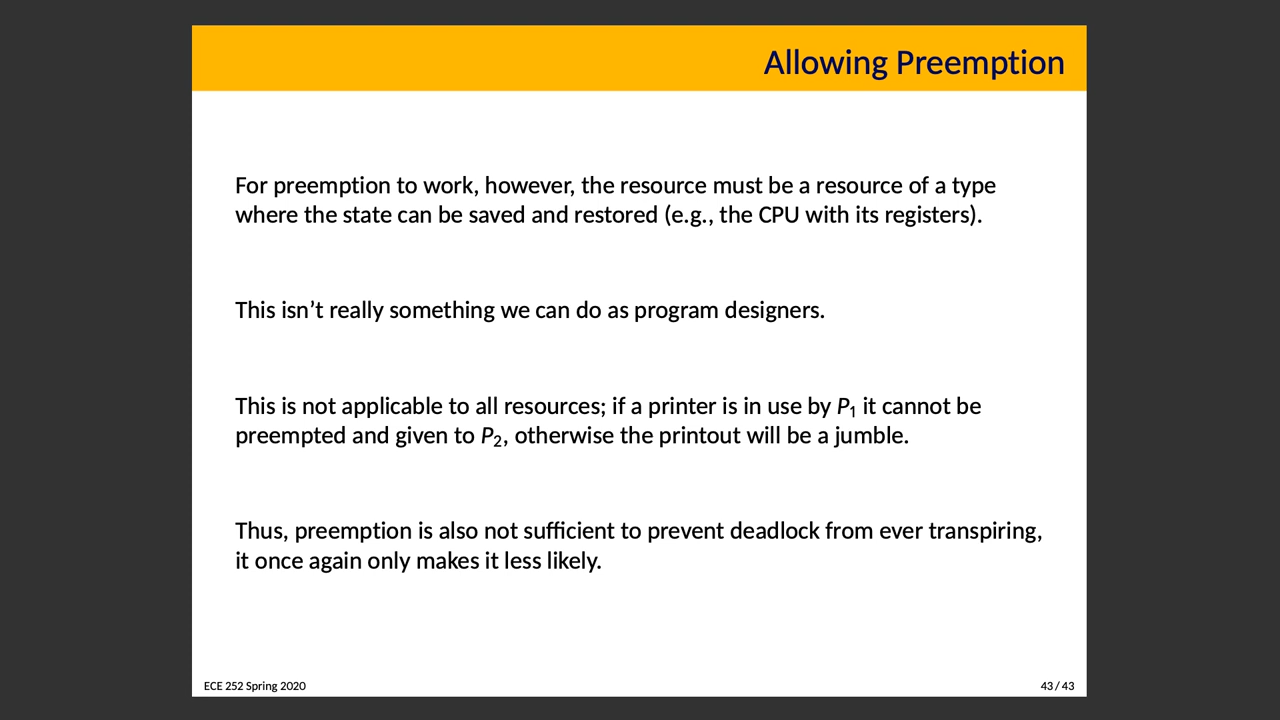 Allowing Preemption
For preemption to work, however, the resource must be a resource of a type
where the state can be saved and restored (e.g., the CPU with its registers).
This isn’t really something we can do as program designers.
This is not applicable to all resources; if a printer is in use by P₁ it cannot be
preempted and given to P₂, otherwise the printout will be a jumble.
Thus, preemption is also not sufficient to prevent deadlock from ever transpiring,
it once again only makes it less likely.
ECE 252 Spring 2020
43 / 43